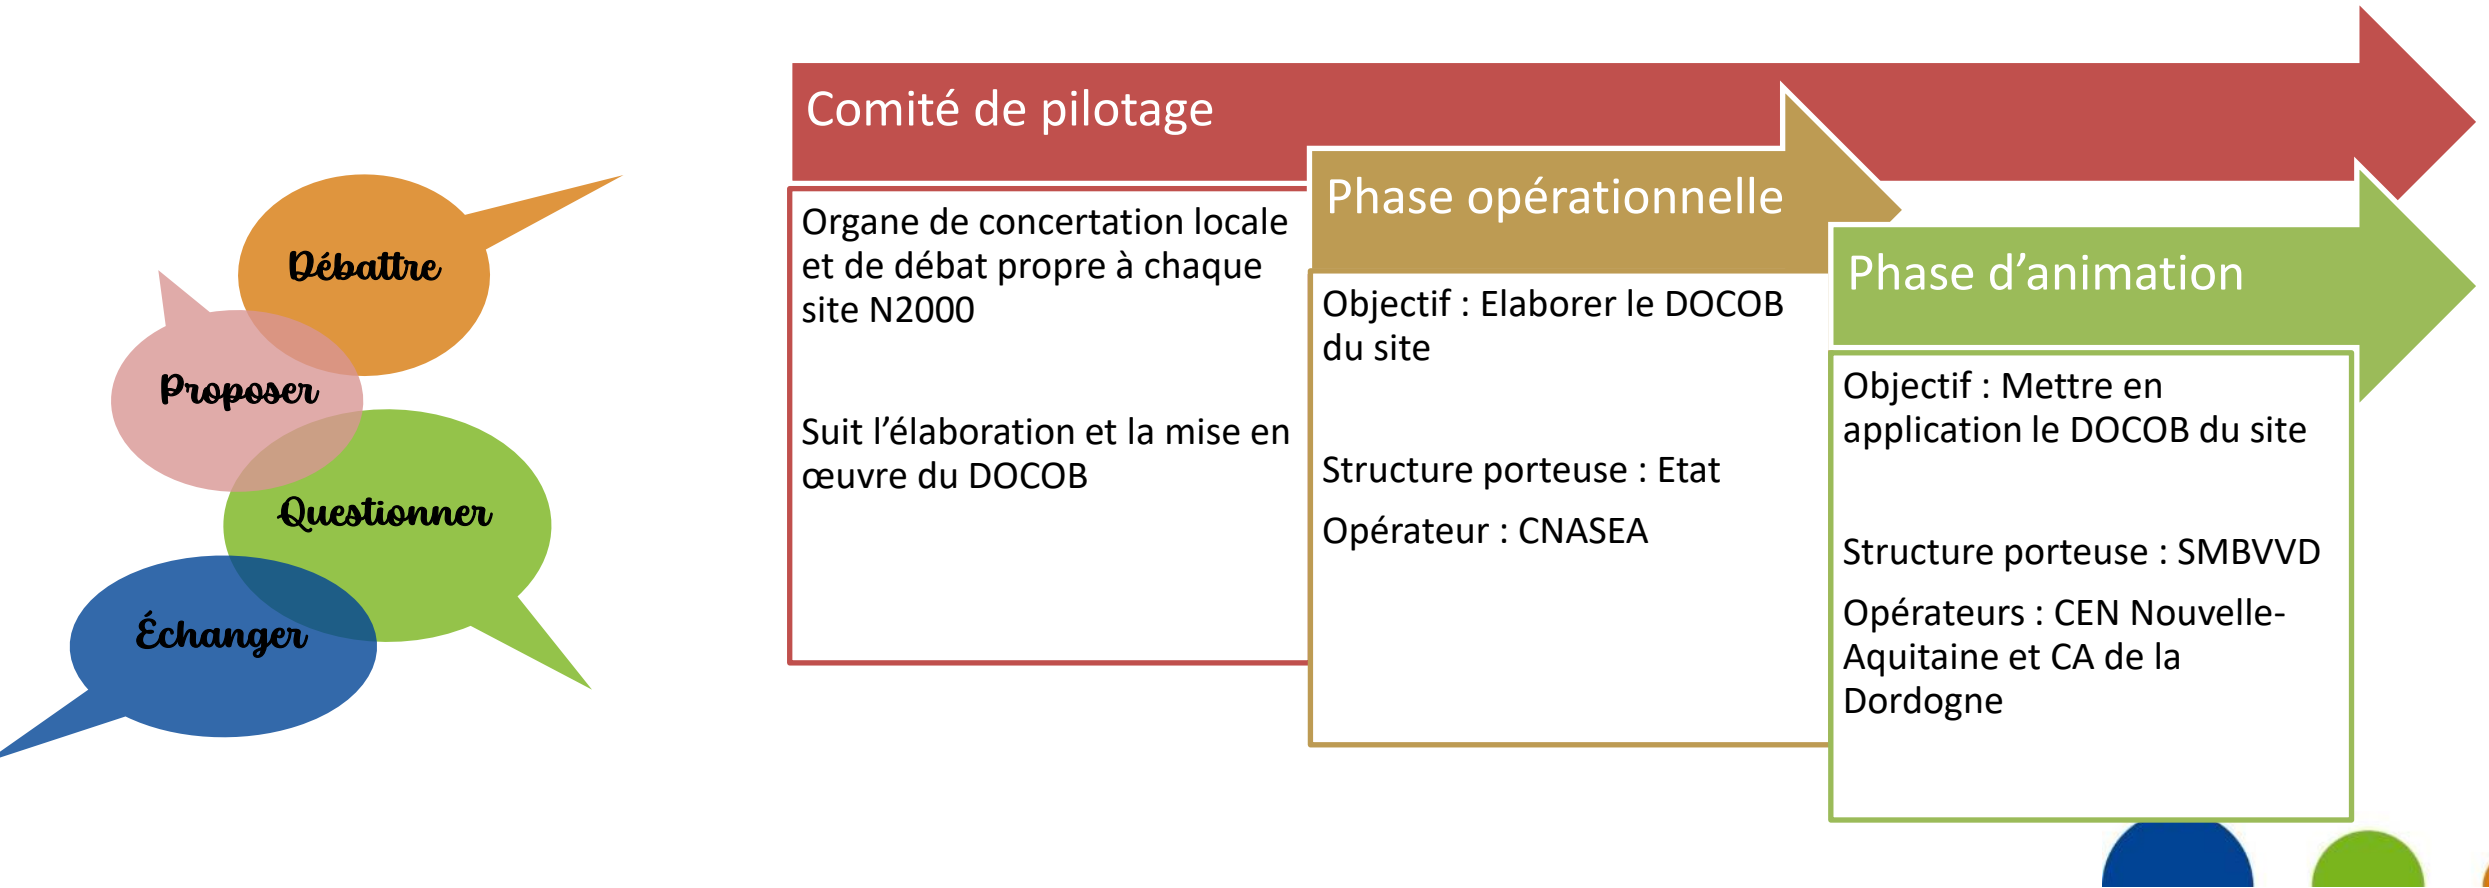 Débattre
Proposer
Questionner
Échanger
Comité de pilotage
Organe de concertation locale
et de débat propre à chaque
site N2000
Suit l’élaboration et la mise en
œuvre du DOCOB
Phase opérationnelle
Objectif : Elaborer le DOCOB
du site
Structure porteuse : Etat
Opérateur : CNASEA
Phase d’animation
Objectif : Mettre en
application le DOCOB du site
Structure porteuse : SMBVVD
Opérateurs : CEN Nouvelle-
Aquitaine et CA de la
Dordogne